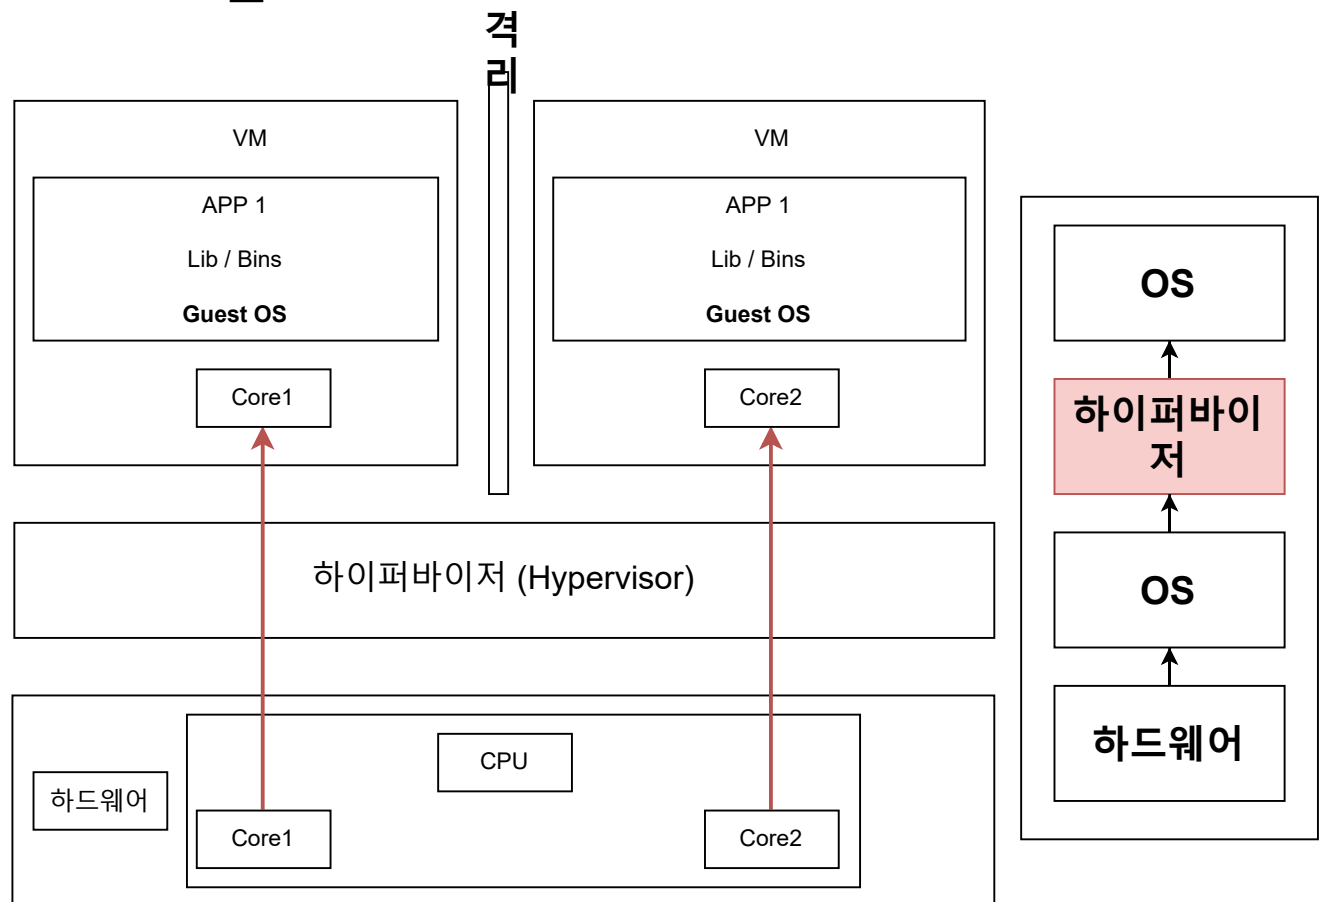 격
리
VM
APP 1
Lib / Bins
Guest OS
Core1
VM
APP 1
Lib / Bins
Guest OS
Core2
하이퍼바이저 (Hypervisor)
하드웨어
CPU
Core1
Core2
OS
하이퍼바이
저
OS
하드웨어